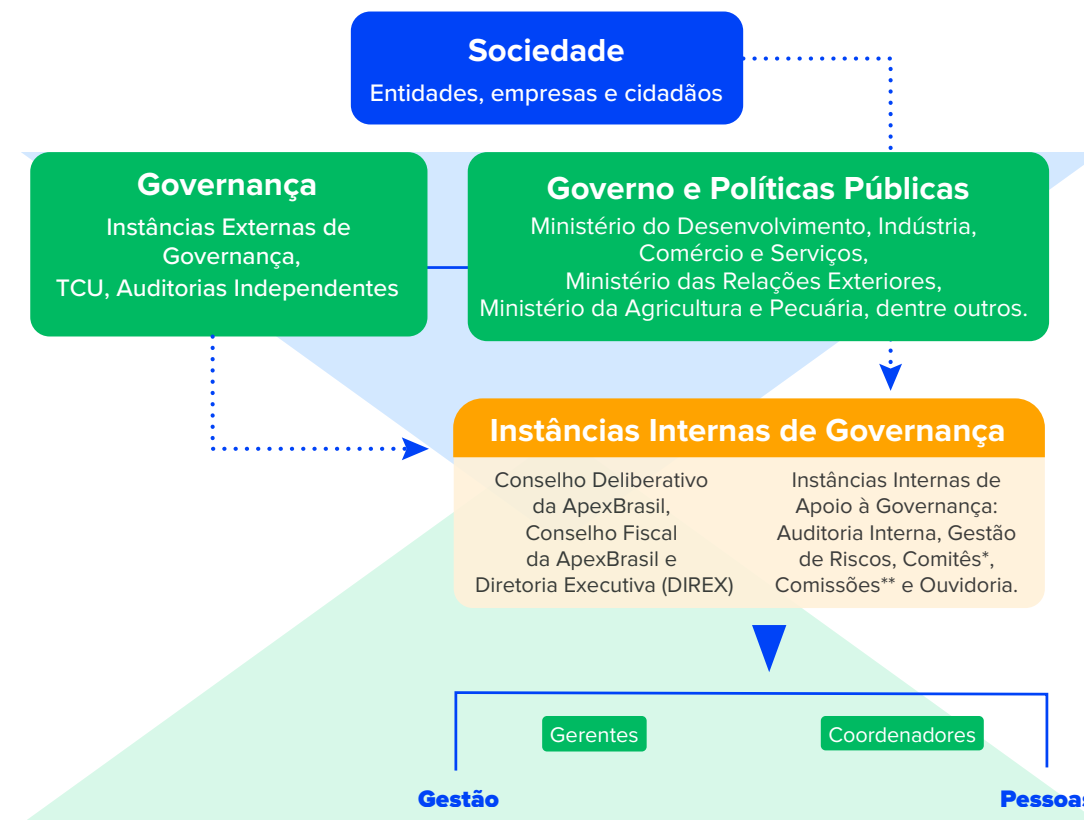 Sociedade
Entidades, empresas e cidadãos
Governança
Instâncias Externas de
Governança,
TCU, Auditorias Independentes
Governo e Políticas Públicas
Ministério do Desenvolvimento, Indústria,
Comércio e Serviços,
Ministério das Relações Exteriores,
Ministério da Agricultura e Pecuária, dentre outros.
Instâncias Internas de Governança
Conselho Deliberativo
da ApexBrasil,
Conselho Fiscal
da ApexBrasil e
Diretoria Executiva (DIREX)
Instâncias Internas de
Apoio à Governança:
Auditoria Interna, Gestão
de Riscos, Comitês*,
Comissões** e Ouvidoria.
Gerentes
Coordenadores
Gestão
Pessoas